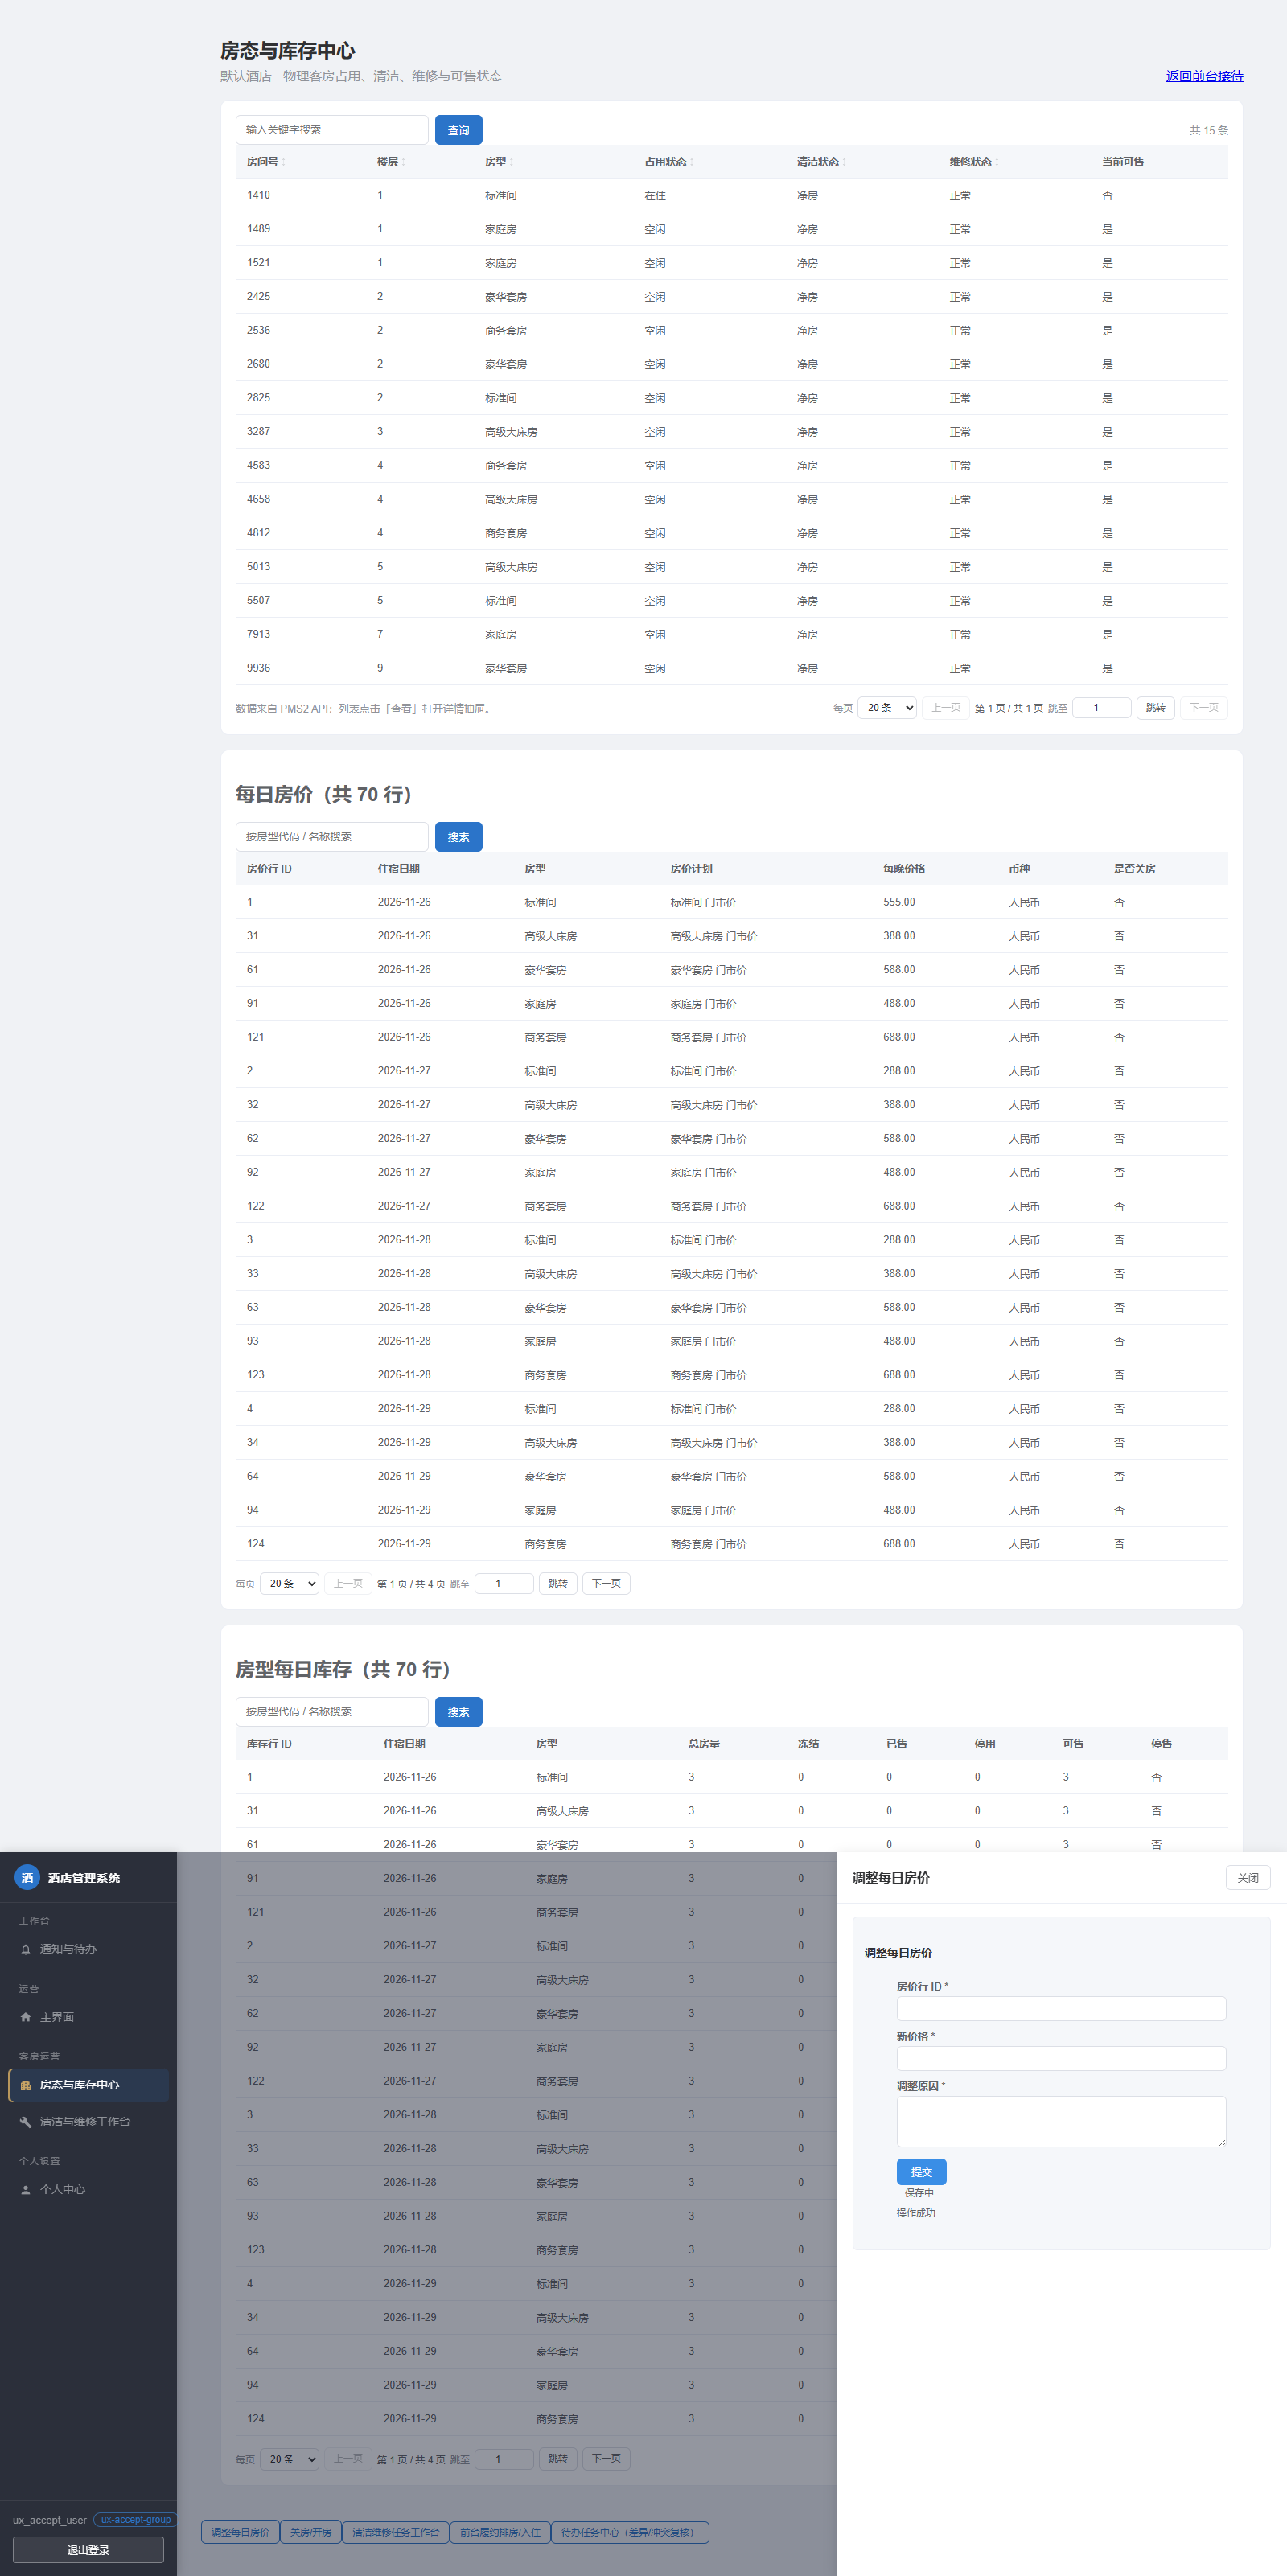 房态与库存中心
默认酒店 · 物理客房占用、清洁、维修与可售状态 返回前台接待
输入关键字搜索 查询 共 15 条
房间号 楼层 房型 占用状态 清洁状态 维修状态 当前可售
1410 1 标准间 在住 净房 正常 否
1489 1 家庭房 空闲 净房 正常 是
1521 1 家庭房 空闲 净房 正常 是
2425 2 豪华套房 空闲 净房 正常 是
2536 2 商务套房 空闲 净房 正常 是
2680 2 豪华套房 空闲 净房 正常 是
2825 2 标准间 空闲 净房 正常 是
3287 3 高级大床房 空闲 净房 正常 是
4583 4 商务套房 空闲 净房 正常 是
4658 4 高级大床房 空闲 净房 正常 是
4812 4 商务套房 空闲 净房 正常 是
5013 5 高级大床房 空闲 净房 正常 是
5507 5 标准间 空闲 净房 正常 是
7913 7 家庭房 空闲 净房 正常 是
9936 9 豪华套房 空闲 净房 正常 是
数据来自 PMS2 API；列表点击「查看」打开详情抽屉。 每页 20 条 上一页 第 1 页 / 共 1 页 跳至 1 跳转 下一页
每日房价（共 70 行）
按房型代码 / 名称搜索 搜索
房价行 ID 住宿日期 房型 房价计划 每晚价格 币种 是否关房
1 2026-11-26 标准间 标准间 门市价 555.00 人民币 否
31 2026-11-26 高级大床房 高级大床房 门市价 388.00 人民币 否
61 2026-11-26 豪华套房 豪华套房 门市价 588.00 人民币 否
91 2026-11-26 家庭房 家庭房 门市价 488.00 人民币 否
121 2026-11-26 商务套房 商务套房 门市价 688.00 人民币 否
2 2026-11-27 标准间 标准间 门市价 288.00 人民币 否
32 2026-11-27 高级大床房 高级大床房 门市价 388.00 人民币 否
62 2026-11-27 豪华套房 豪华套房 门市价 588.00 人民币 否
92 2026-11-27 家庭房 家庭房 门市价 488.00 人民币 否
122 2026-11-27 商务套房 商务套房 门市价 688.00 人民币 否
3 2026-11-28 标准间 标准间 门市价 288.00 人民币 否
33 2026-11-28 高级大床房 高级大床房 门市价 388.00 人民币 否
63 2026-11-28 豪华套房 豪华套房 门市价 588.00 人民币 否
93 2026-11-28 家庭房 家庭房 门市价 488.00 人民币 否
123 2026-11-28 商务套房 商务套房 门市价 688.00 人民币 否
4 2026-11-29 标准间 标准间 门市价 288.00 人民币 否
34 2026-11-29 高级大床房 高级大床房 门市价 388.00 人民币 否
64 2026-11-29 豪华套房 豪华套房 门市价 588.00 人民币 否
94 2026-11-29 家庭房 家庭房 门市价 488.00 人民币 否
124 2026-11-29 商务套房 商务套房 门市价 688.00 人民币 否
每页 20 条 上一页 第 1 页 / 共 4 页 跳至 1 跳转 下一页
房型每日库存（共 70 行）
按房型代码 / 名称搜索 搜索
库存行 ID 住宿日期 房型 总房量 冻结 已售 停用 可售 停售
1 2026-11-26 标准间 3 0 0 0 3 否
31 2026-11-26 高级大床房 3 0 0 0 3 否
61 2026-11-26 豪华套房 3 0 0 0 3 否
91 2026-11-26 家庭房 3 0
121 2026-11-26 商务套房 3 0
2 2026-11-27 标准间 3 0
32 2026-11-27 高级大床房 3 0
62 2026-11-27 豪华套房 3 0
92 2026-11-27 家庭房 3 0
122 2026-11-27 商务套房 3 0
3 2026-11-28 标准间 3 0
33 2026-11-28 高级大床房 3 0
63 2026-11-28 豪华套房 3 0
93 2026-11-28 家庭房 3 0
123 2026-11-28 商务套房 3 0
4 2026-11-29 标准间 3 0
34 2026-11-29 高级大床房 3 0
64 2026-11-29 豪华套房 3 0
94 2026-11-29 家庭房 3 0
124 2026-11-29 商务套房 3 0
每页 20 条 上一页 第 1 页 / 共 4 页 跳至 1 跳转 下一页
调整每日房价 关房/开房 清洁维修任务工作台 前台履约排房/入住 待办任务中心（差异/冲突复核）
酒 酒店管理系统
工作台
通知与待办
运营
主界面
客房运营
房态与库存中心
清洁与维修工作台
个人设置
个人中心
ux_accept_user ux-accept-group
退出登录
调整每日房价 关闭
调整每日房价
房价行 ID *
新价格 *
调整原因 *
提交
保存中...
操作成功